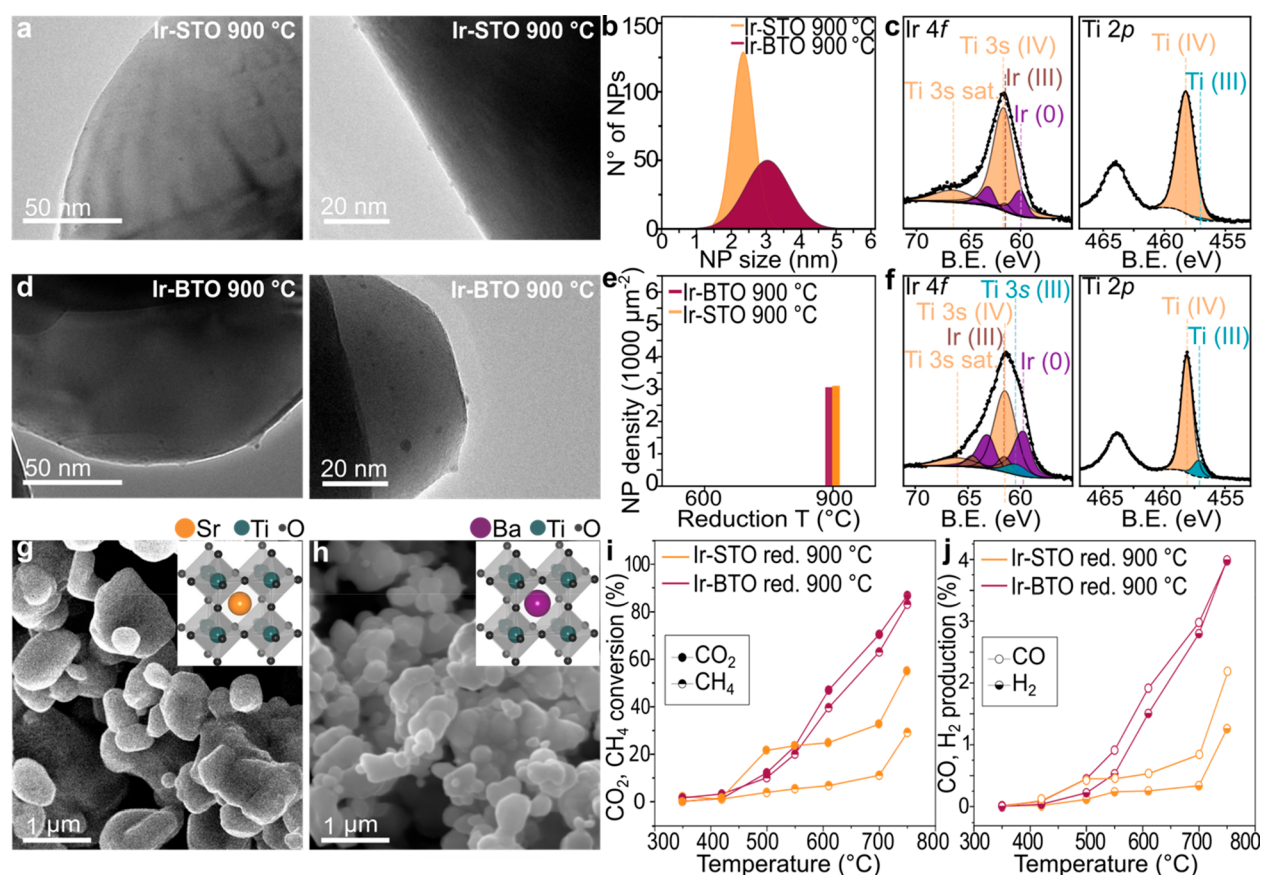 a
Ir-STO 900 °C
50 nm
Ir-STO 900 °C
20 nm
b
Ir-STO 900 °C
Ir-BTO 900 °C
N° of NPs
150
100
50
0
0 1 2 3 4 5 6
NP size (nm)
c
Ir 4f
Ti 3s (IV)
Ir (III)
Ti 3s sat.
Ir (0)
70 65 60
B.E. (eV)
Ti 2p
Ti (IV)
Ti (III)
465 460 455
B.E. (eV)
d
Ir-BTO 900 °C
50 nm
Ir-BTO 900 °C
20 nm
e
Ir-BTO 900 °C
Ir-STO 900 °C
NP density (1000 µm⁻²)
6
5
4
3
2
1
0
600 900
Reduction T (°C)
f
Ir 4f
Ti 3s (III)
Ti 3s (IV)
Ir (III)
Ti 3s sat.
Ir (0)
70 65 60
B.E. (eV)
Ti 2p
Ti (IV)
Ti (III)
465 460 455
B.E. (eV)
g
Sr Ti O
1 µm
h
Ba Ti O
1 µm
i
Ir-STO red. 900 °C
Ir-BTO red. 900 °C
CO₂
CH₄
CO₂, CH₄ conversion (%)
100
80
60
40
20
0
300 400 500 600 700 800
Temperature (°C)
j
Ir-STO red. 900 °C
Ir-BTO red. 900 °C
CO
H₂
CO, H₂ production (%)
4
3
2
1
0
300 400 500 600 700 800
Temperature (°C)